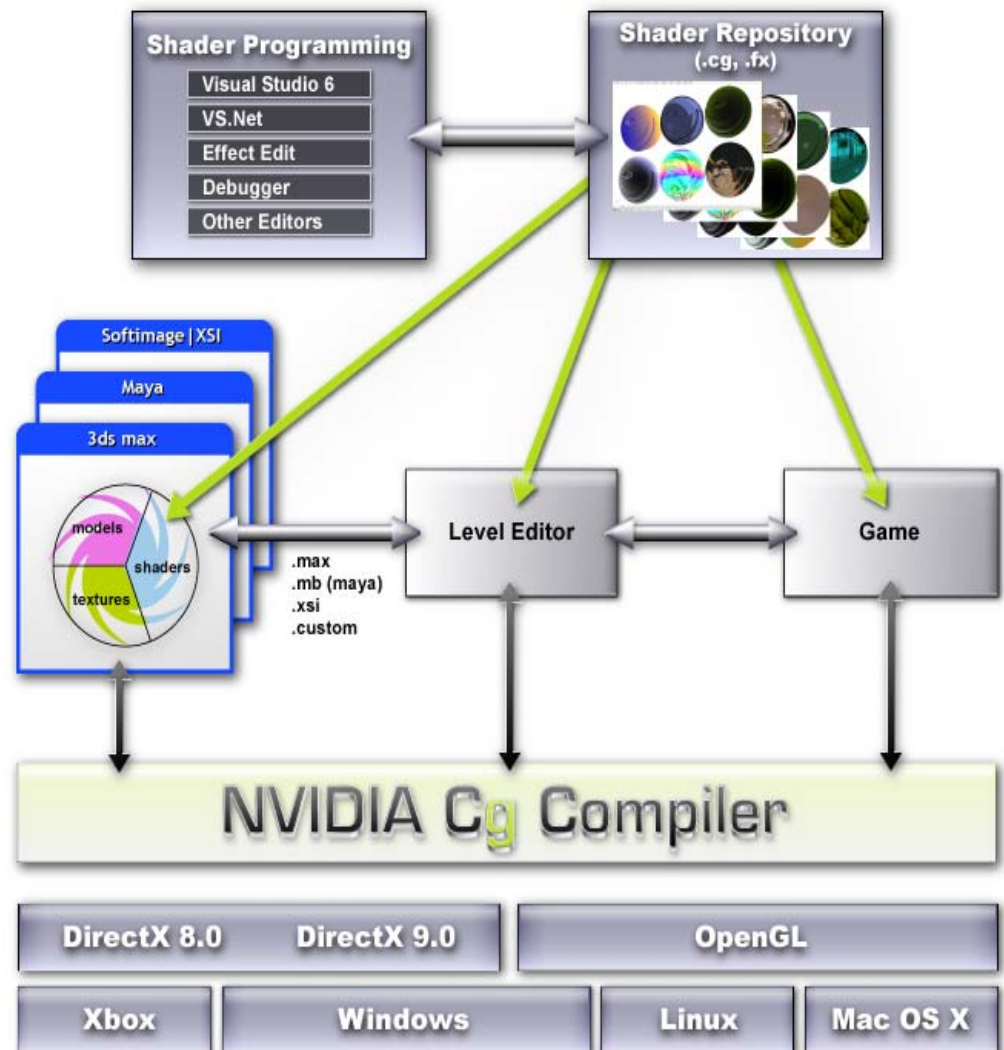 Shader Programming
Visual Studio 6
VS.Net
Effect Edit
Debugger
Other Editors
Shader Repository
(.cg, .fx)
Softimage|XSI
Maya
3ds max
models
shaders
textures
.max
.mb (maya)
.xsi
.custom
Level Editor
Game
NVIDIA Cg Compiler
DirectX 8.0
DirectX 9.0
OpenGL
Xbox
Windows
Linux
Mac OS X